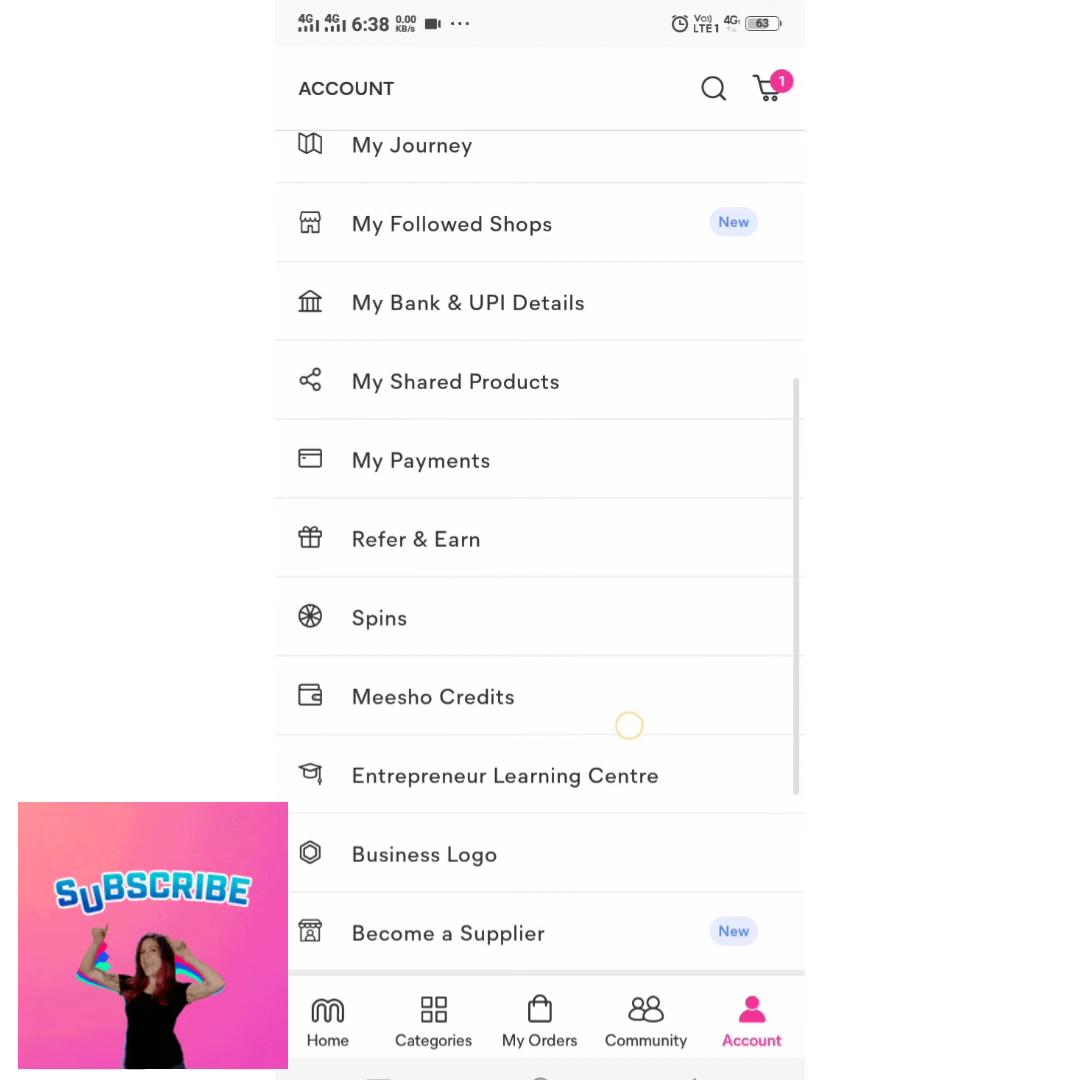 4G 4G 6:38 0.00 KB/s ... Vo)) LTE1 4G 63
ACCOUNT
1
My Journey
My Followed Shops New
My Bank & UPI Details
My Shared Products
My Payments
Refer & Earn
Spins
Meesho Credits
Entrepreneur Learning Centre
Business Logo
Become a Supplier New
SUBSCRIBE
Home Categories My Orders Community Account